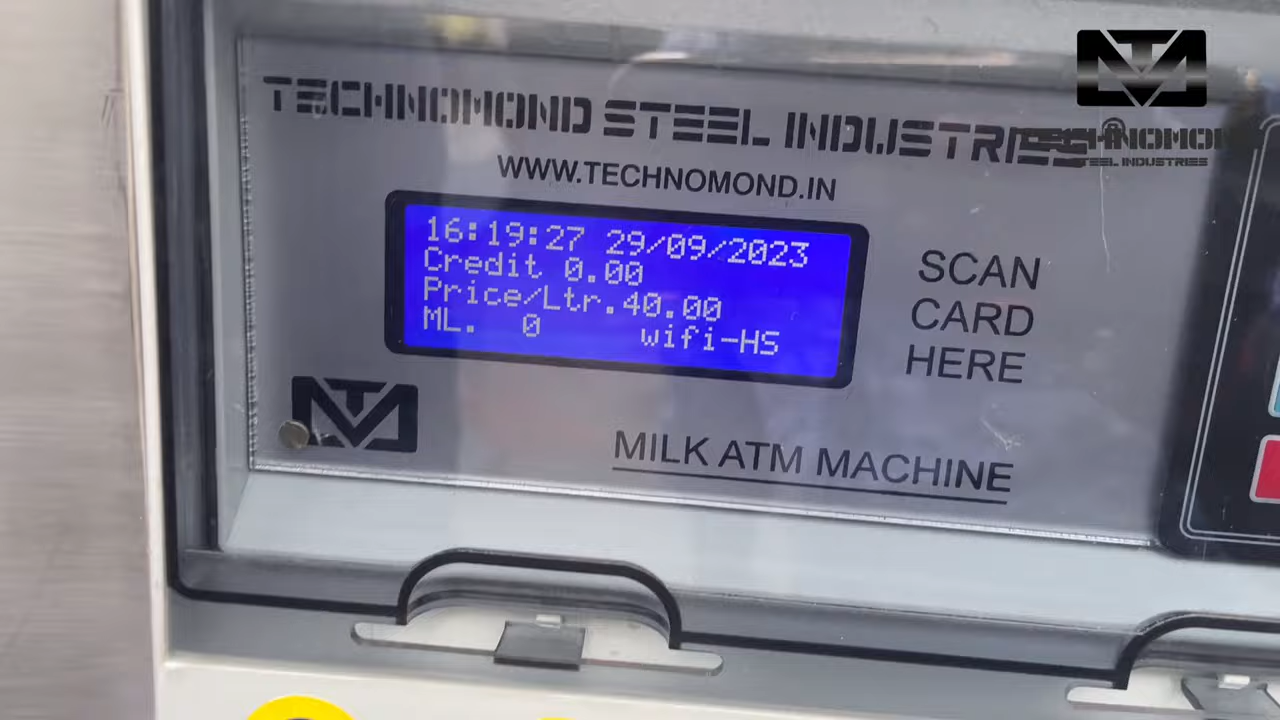 TECHNOMOND STEEL INDUSTRIES
WWW.TECHNOMOND.IN
16:19:27 29/09/2023
Credit 0.00
Price/Ltr.40.00
ML. 0 wifi-HS
SCAN
CARD
HERE
MILK ATM MACHINE
STEEL INDUSTRIES